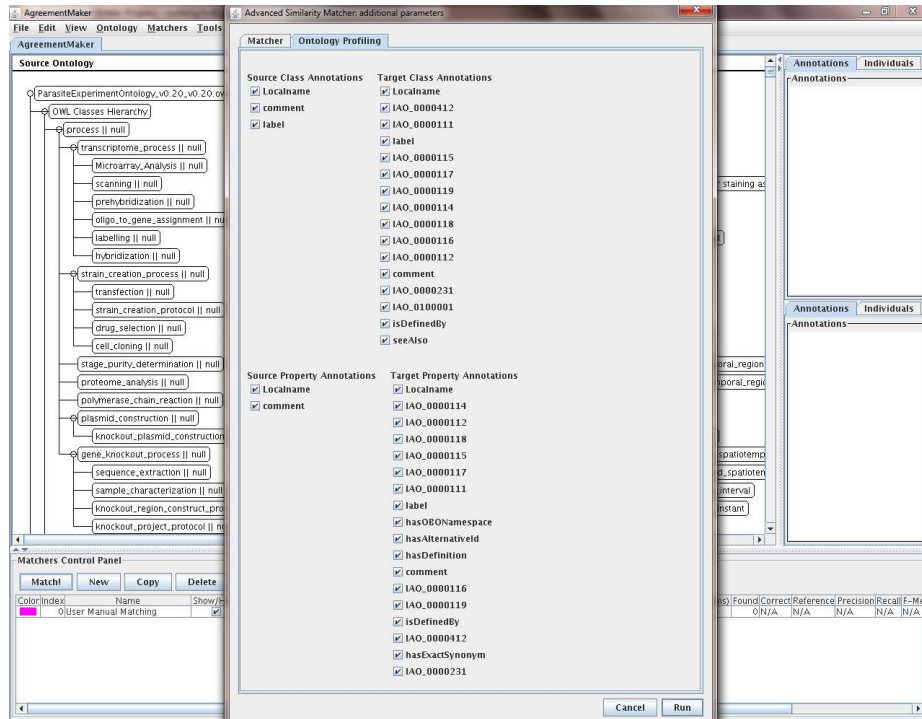 AgreementMaker
Advanced Similarity Matcher: additional parameters
File Edit View Ontology Matchers Tools
AgreementMaker
Source Ontology
ParasiteExperimentOntology_v0.20_v0.20.ow
OWL Classes Hierarchy
process || null
transcriptome_process || null
Microarray_Analysis || null
scanning || null
prehybridization || null
oligo_to_gene_assignment || nu
labelling || null
hybridization || null
strain_creation_process || null
transfection || null
strain_creation_protocol || null
drug_selection || null
cell_cloning || null
stage_purity_determination || null
proteome_analysis || null
polymerase_chain_reaction || null
plasmid_construction || null
knockout_plasmid_construction
gene_knockout_process || null
sequence_extraction || null
sample_characterization || null
knockout_region_construct_pro
knockout_project_protocol || n
Matcher Ontology Profiling
Source Class Annotations
Localname
comment
label
Target Class Annotations
Localname
IAO_0000412
IAO_0000111
label
IAO_0000115
IAO_0000117
IAO_0000119
IAO_0000114
IAO_0000118
IAO_0000116
IAO_0000112
comment
IAO_0000231
IAO_0100001
isDefinedBy
seeAlso
Source Property Annotations
Localname
comment
Target Property Annotations
Localname
IAO_0000114
IAO_0000112
IAO_0000118
IAO_0000115
IAO_0000117
IAO_0000111
label
hasOBONamespace
hasAlternativeId
hasDefinition
comment
IAO_0000116
IAO_0000119
isDefinedBy
IAO_0000412
hasExactSynonym
IAO_0000231
Cancel Run
staining as
oral_region
poral_regio
spatiotemp
d_spatioten
_interval
instant
Annotations Individuals
Annotations
Annotations Individuals
Annotations
Matchers Control Panel
Match! New Copy Delete
Color Index Name Show/H
0 User Manual Matching
ns) Found Correct Reference Precision Recall F-Me
0 N/A N/A N/A N/A N/A